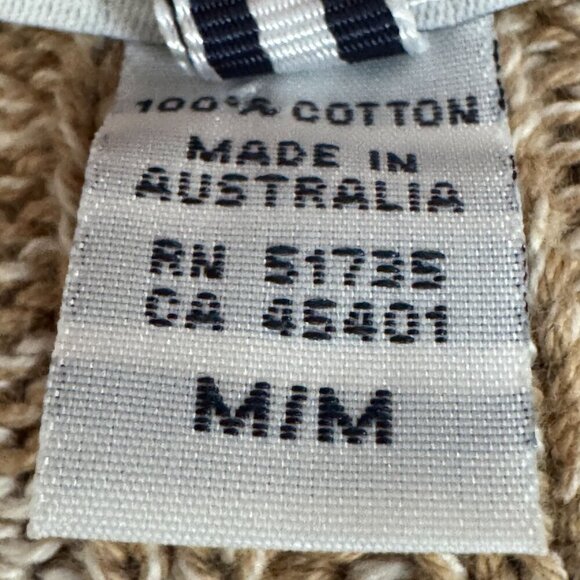 100% COTTON
MADE IN
AUSTRALIA
RN 51735
CA 45401
M/M